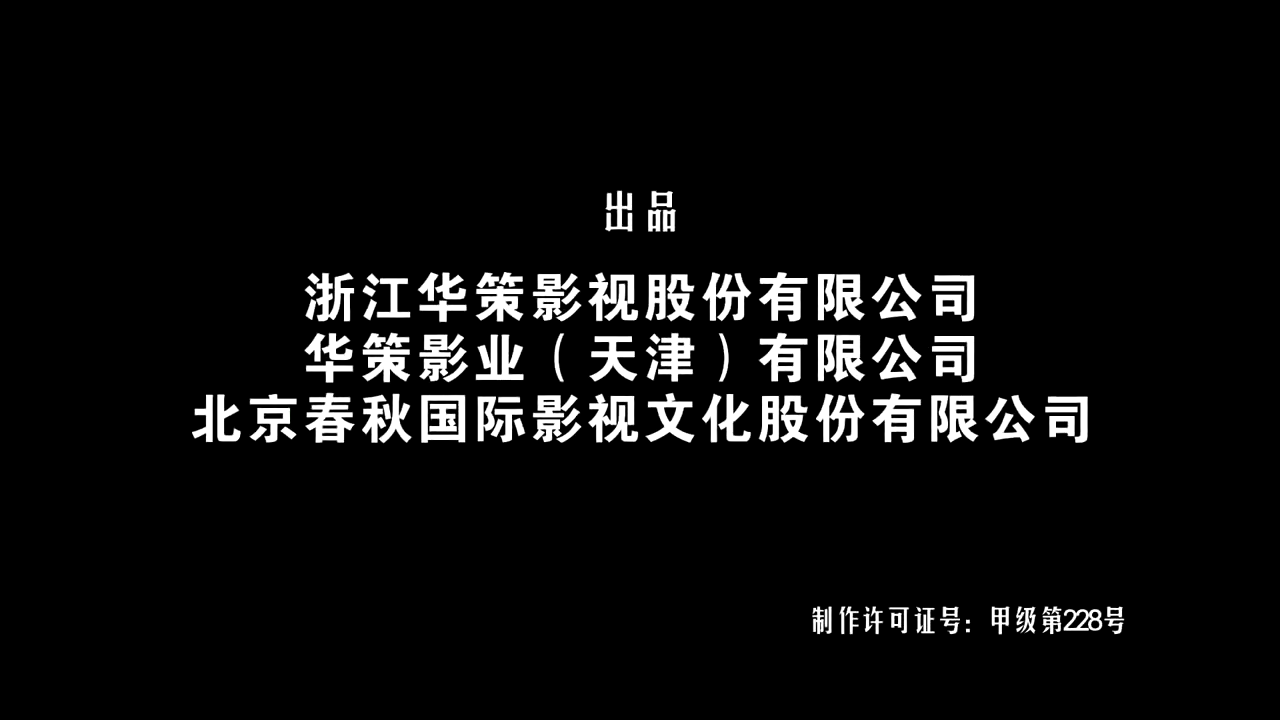 出品
浙江华策影视股份有限公司
华策影业（天津）有限公司
北京春秋国际影视文化股份有限公司
制作许可证号：甲级第228号